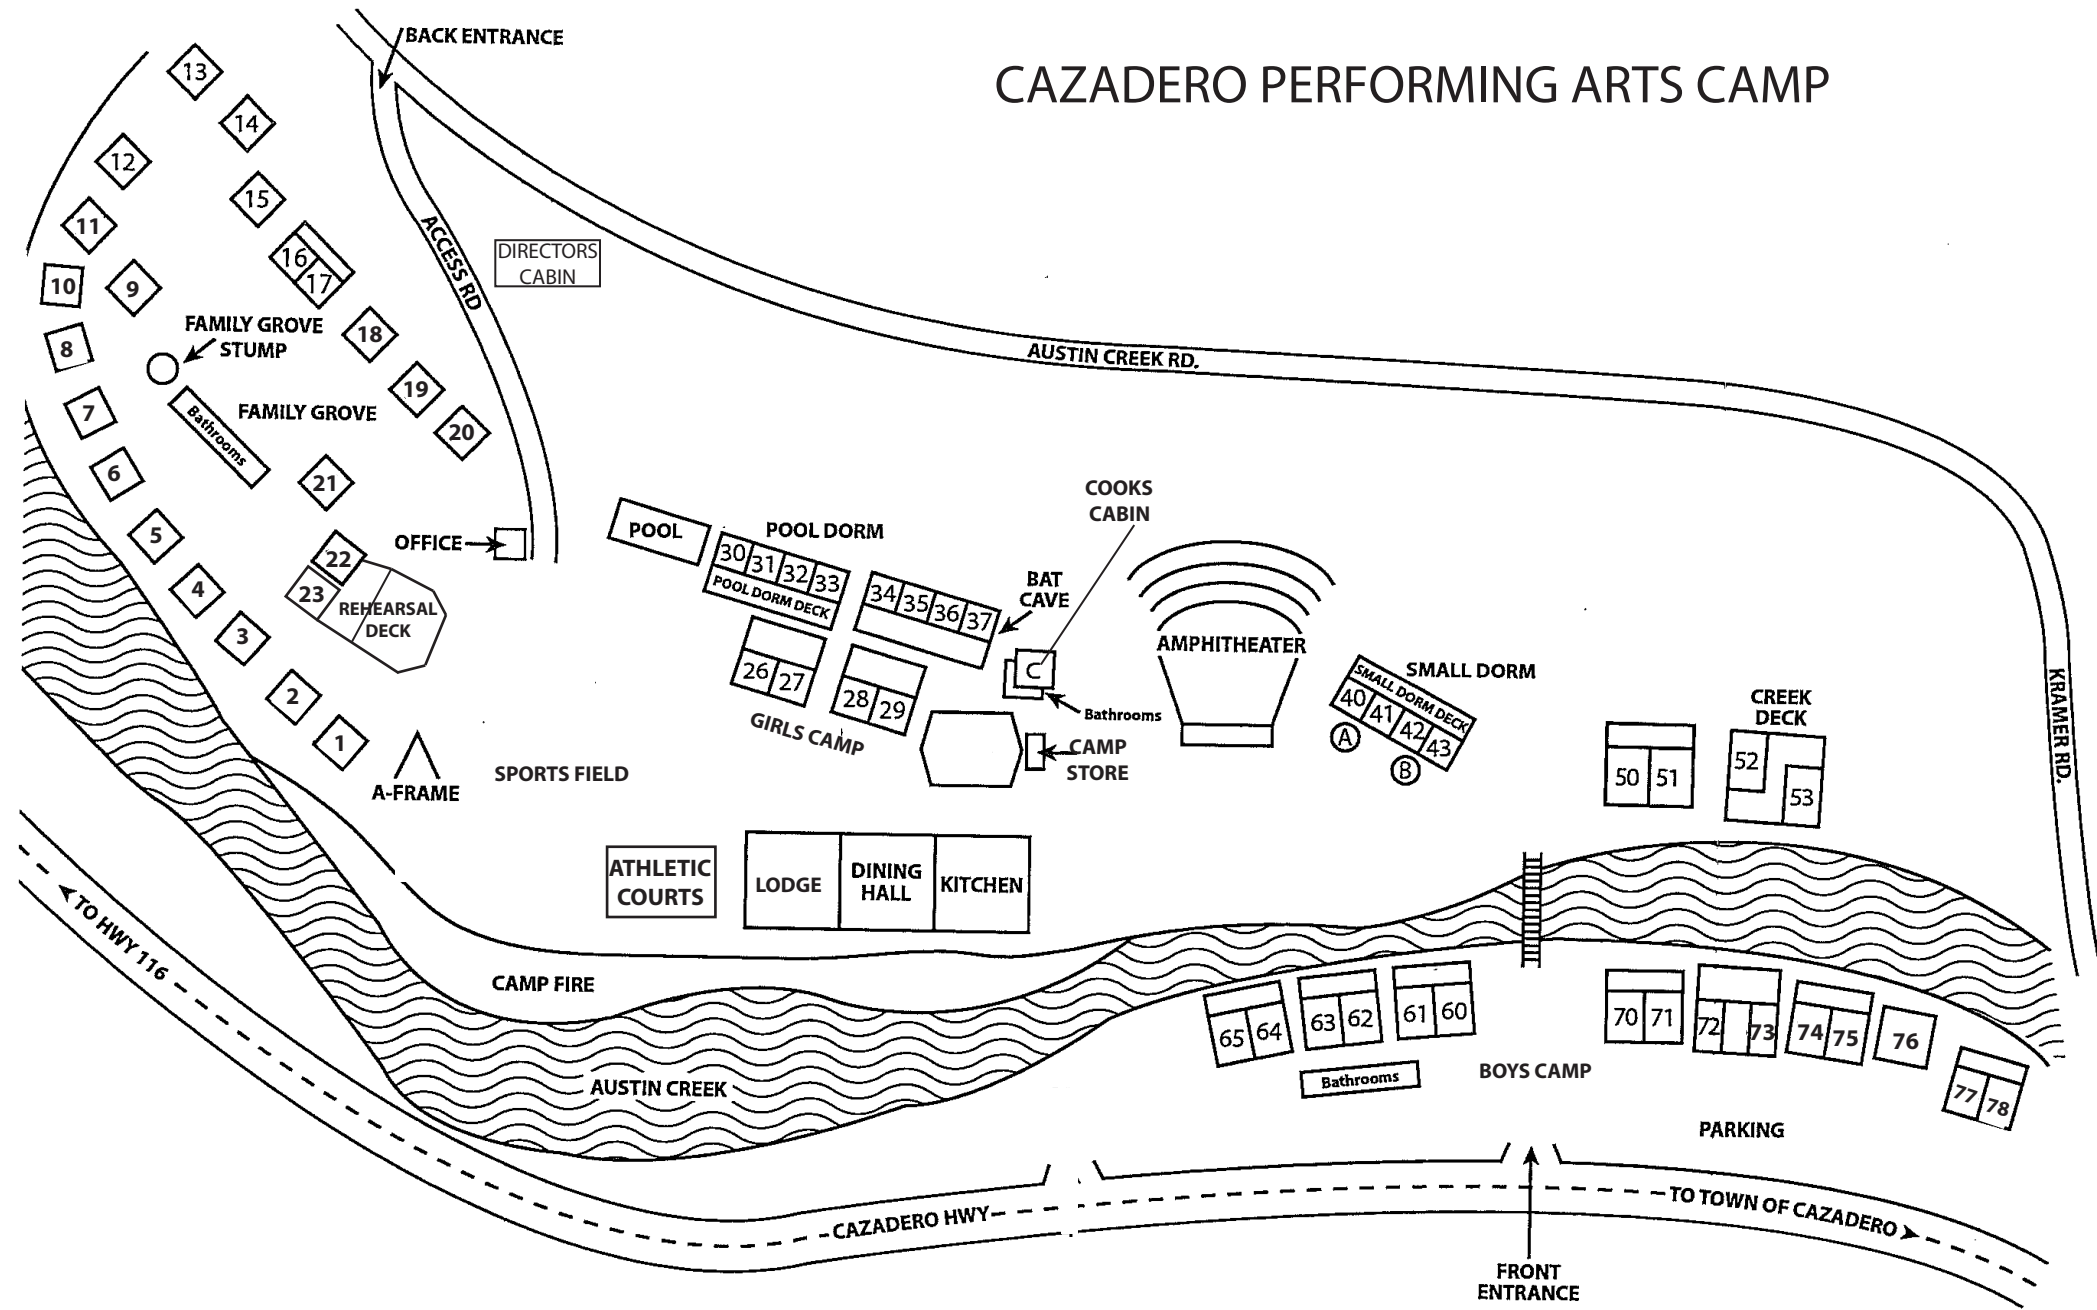 BACK ENTRANCE
CAZADERO PERFORMING ARTS CAMP
13
14
12
15
11
16
17
ACCESS RD
DIRECTORS
CABIN
10
9
FAMILY GROVE
STUMP
18
8
AUSTIN CREEK RD.
19
7
FAMILY GROVE
Bathrooms
20
6
21
5
OFFICE
22
4
23
REHEARSAL
DECK
3
2
1
A-FRAME
SPORTS FIELD
POOL
POOL DORM
30
31
32
33
POOL DORM DECK
34
35
36
37
BAT
CAVE
COOKS
CABIN
C
Bathrooms
26
27
28
29
GIRLS CAMP
CAMP
STORE
AMPHITHEATER
SMALL DORM
SMALL DORM DECK
40
41
42
43
A
B
CREEK
DECK
50
51
52
53
KRAMER RD.
ATHLETIC
COURTS
LODGE
DINING
HALL
KITCHEN
TO HWY 116
CAMP FIRE
AUSTIN CREEK
65
64
63
62
61
60
Bathrooms
BOYS CAMP
70
71
72
73
74
75
76
77
78
PARKING
CAZADERO HWY
TO TOWN OF CAZADERO
FRONT
ENTRANCE